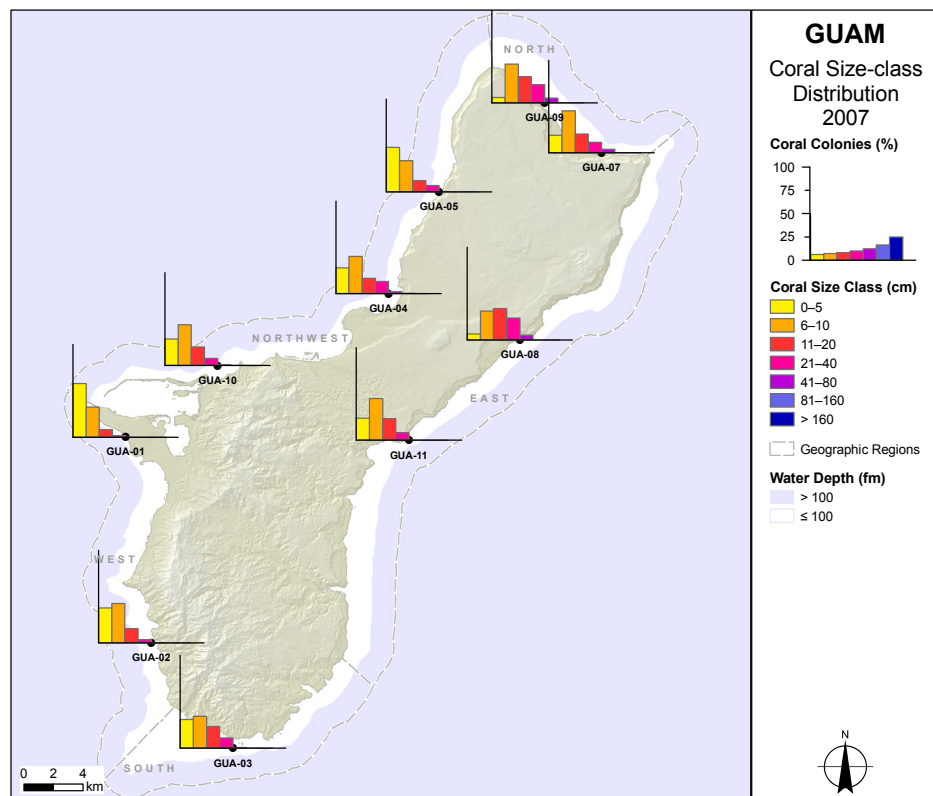 GUAM
Coral Size-class
Distribution
2007
Coral Colonies (%)
100
75
50
25
0
Coral Size Class (cm)
0–5
6–10
11–20
21–40
41–80
81–160
> 160
Geographic Regions
Water Depth (fm)
> 100
≤ 100
N
NORTH
GUA-09
GUA-07
GUA-05
GUA-04
NORTHWEST
GUA-08
GUA-10
EAST
GUA-01
GUA-11
WEST
GUA-02
GUA-03
SOUTH
0 2 4
km